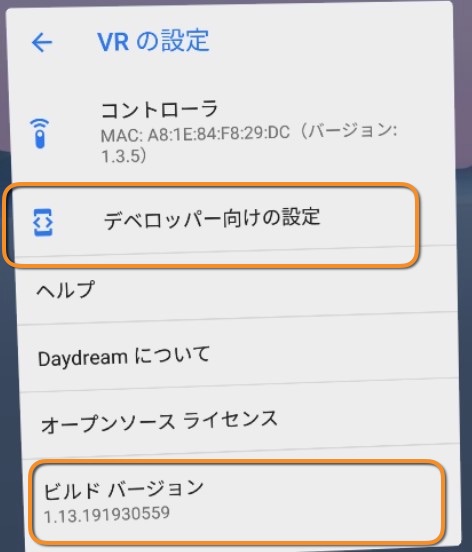 VR の設定
コントローラ
MAC: A8:1E:84:F8:29:DC（バージョン:
1.3.5）
デベロッパー向けの設定
ヘルプ
Daydream について
オープンソース ライセンス
ビルド バージョン
1.13.191930559